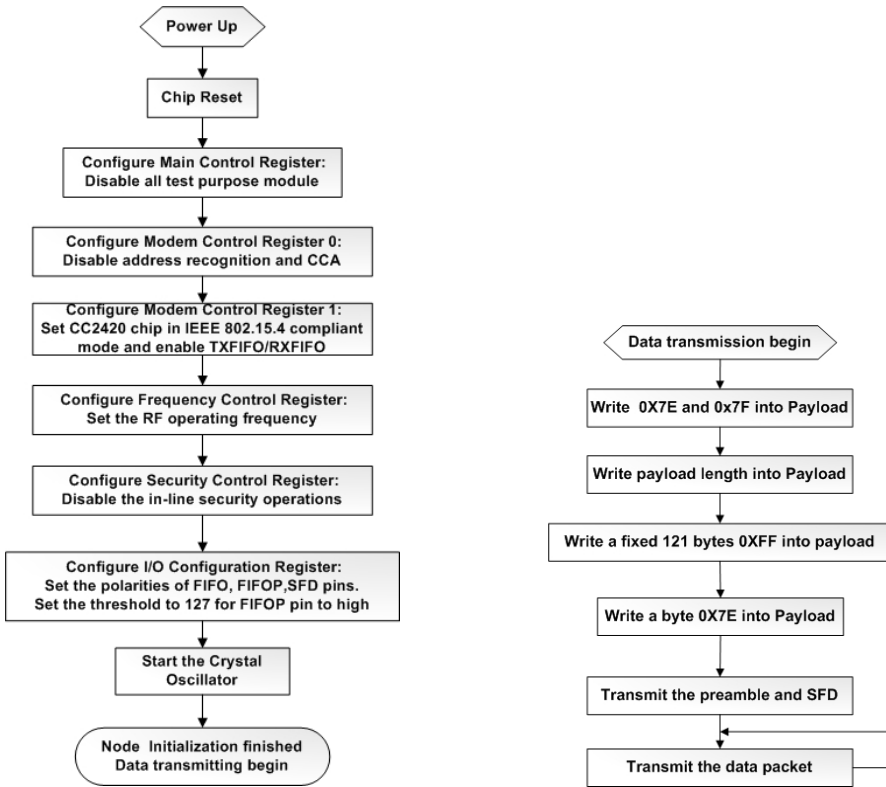 Power Up
Chip Reset
Configure Main Control Register:
Disable all test purpose module
Configure Modem Control Register 0:
Disable address recognition and CCA
Configure Modem Control Register 1:
Set CC2420 chip in IEEE 802.15.4 compliant
mode and enable TXFIFO/RXFIFO
Configure Frequency Control Register:
Set the RF operating frequency
Configure Security Control Register:
Disable the in-line security operations
Configure I/O Configuration Register:
Set the polarities of FIFO, FIFOP,SFD pins.
Set the threshold to 127 for FIFOP pin to high
Start the Crystal
Oscillator
Node Initialization finished
Data transmitting begin
Data transmission begin
Write 0X7E and 0x7F into Payload
Write payload length into Payload
Write a fixed 121 bytes 0XFF into payload
Write a byte 0X7E into Payload
Transmit the preamble and SFD
Transmit the data packet